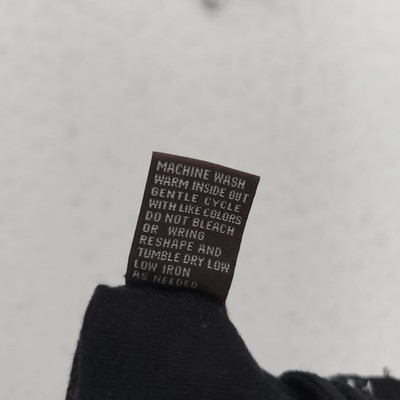 MACHINE WASH
WARM INSIDE OUT
GENTLE CYCLE
WITH LIKE COLORS
DO NOT BLEACH
OR WRING
RESHAPE AND
TUMBLE DRY LOW
LOW IRON
AS NEEDED